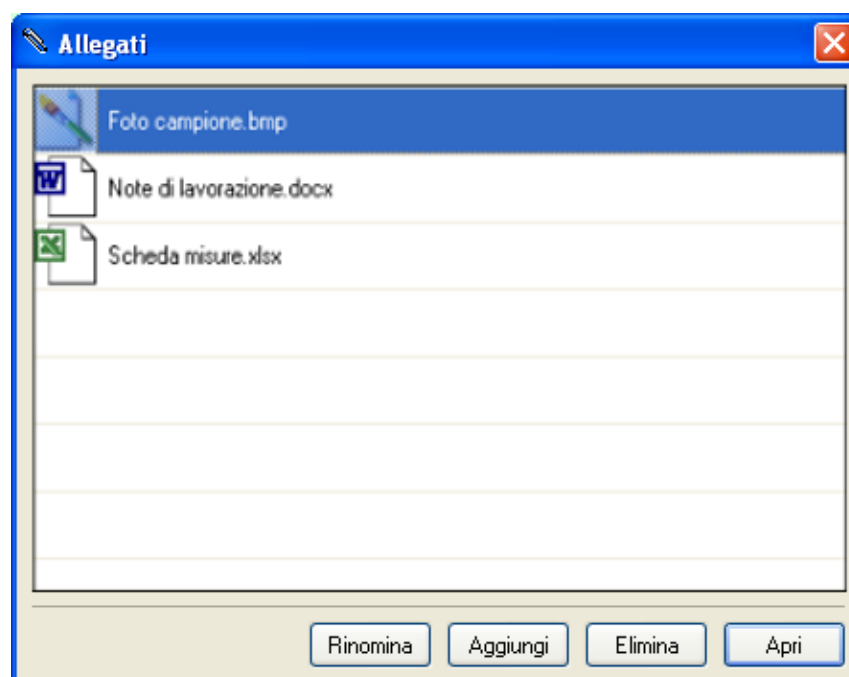 Allegati
Foto campione.bmp
Note di lavorazione.docx
Scheda misure.xlsx
Rinomina Aggiungi Elimina Apri